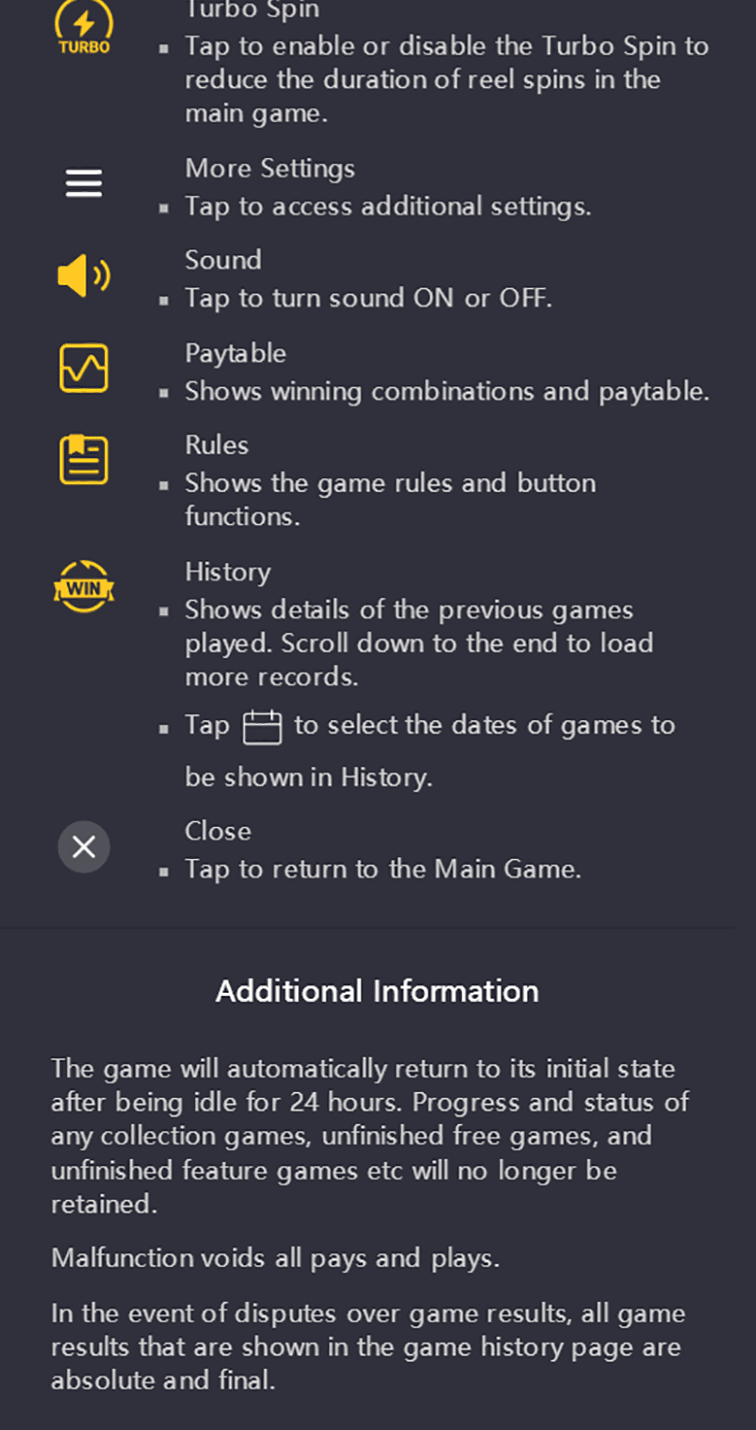 Turbo Spin
TURBO
▪ Tap to enable or disable the Turbo Spin to
reduce the duration of reel spins in the
main game.
More Settings
▪ Tap to access additional settings.
Sound
▪ Tap to turn sound ON or OFF.
Paytable
▪ Shows winning combinations and paytable.
Rules
▪ Shows the game rules and button
functions.
History
WIN
▪ Shows details of the previous games
played. Scroll down to the end to load
more records.
▪ Tap to select the dates of games to
be shown in History.
Close
▪ Tap to return to the Main Game.
Additional Information
The game will automatically return to its initial state
after being idle for 24 hours. Progress and status of
any collection games, unfinished free games, and
unfinished feature games etc will no longer be
retained.
Malfunction voids all pays and plays.
In the event of disputes over game results, all game
results that are shown in the game history page are
absolute and final.